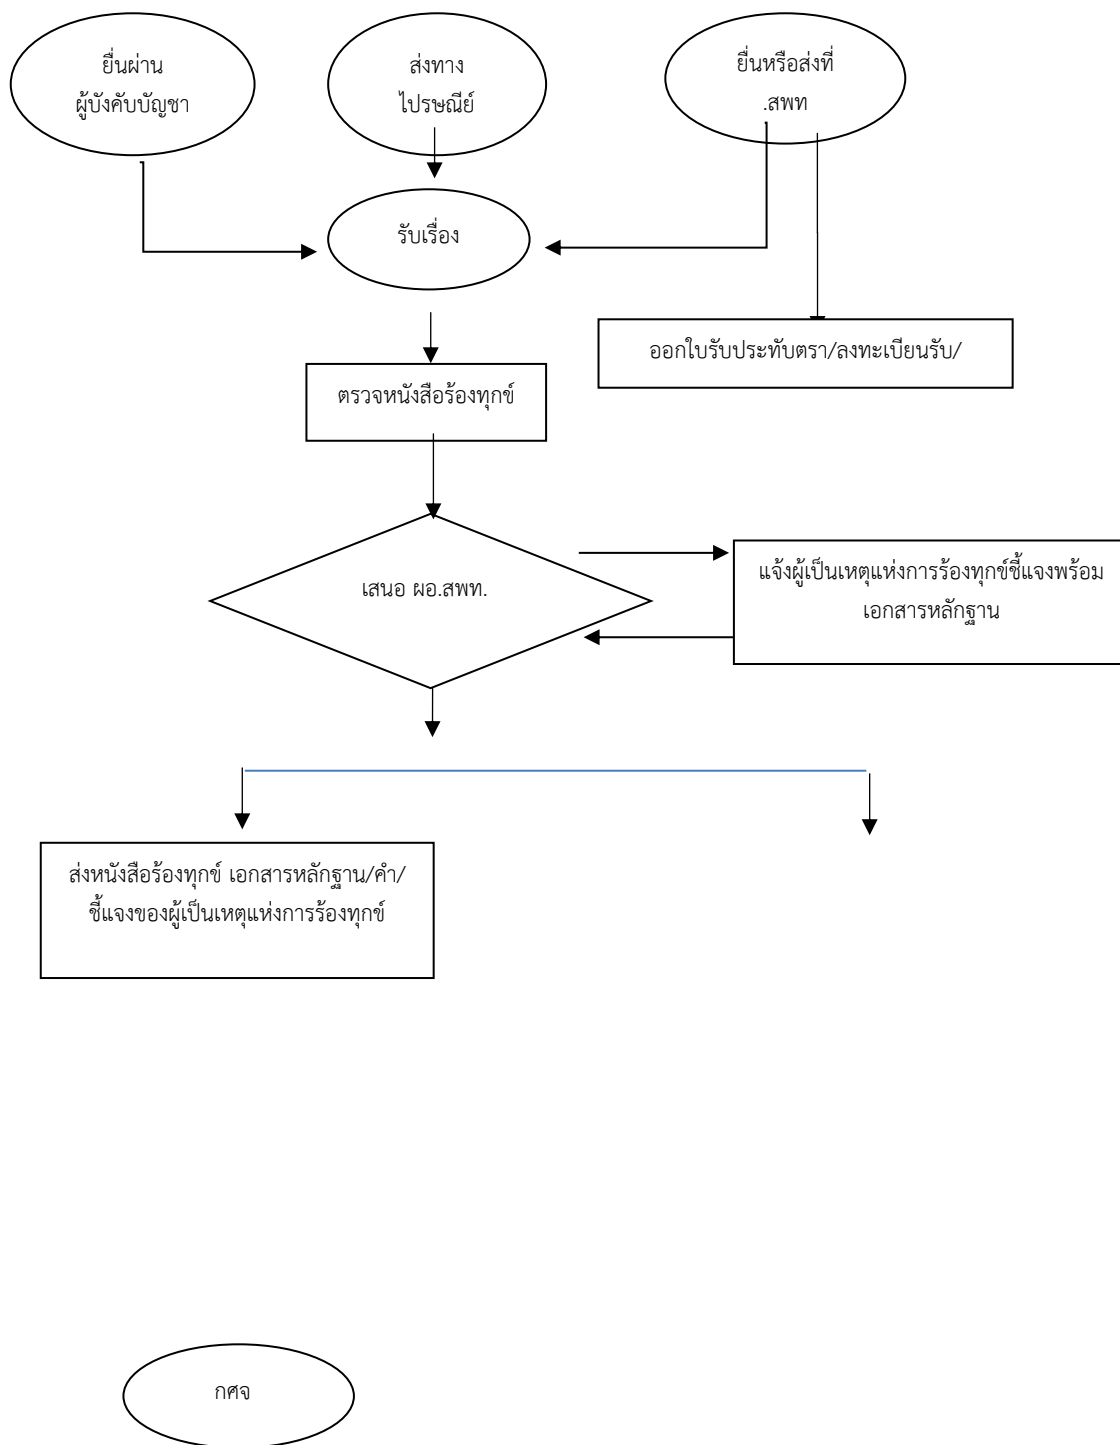 ยื่นผ่าน
ผู้บังคับบัญชา
ส่งทาง
ไปรษณีย์
ยื่นหรือส่งที่
.สพท
รับเรื่อง
ออกใบรับประทับตรา/ลงทะเบียนรับ/
ตรวจหนังสือร้องทุกข์
เสนอ ผอ.สพท.
แจ้งผู้เป็นเหตุแห่งการร้องทุกข์ชี้แจงพร้อม
เอกสารหลักฐาน
ส่งหนังสือร้องทุกข์ เอกสารหลักฐาน/คำ/
ชี้แจงของผู้เป็นเหตุแห่งการร้องทุกข์
กศจ